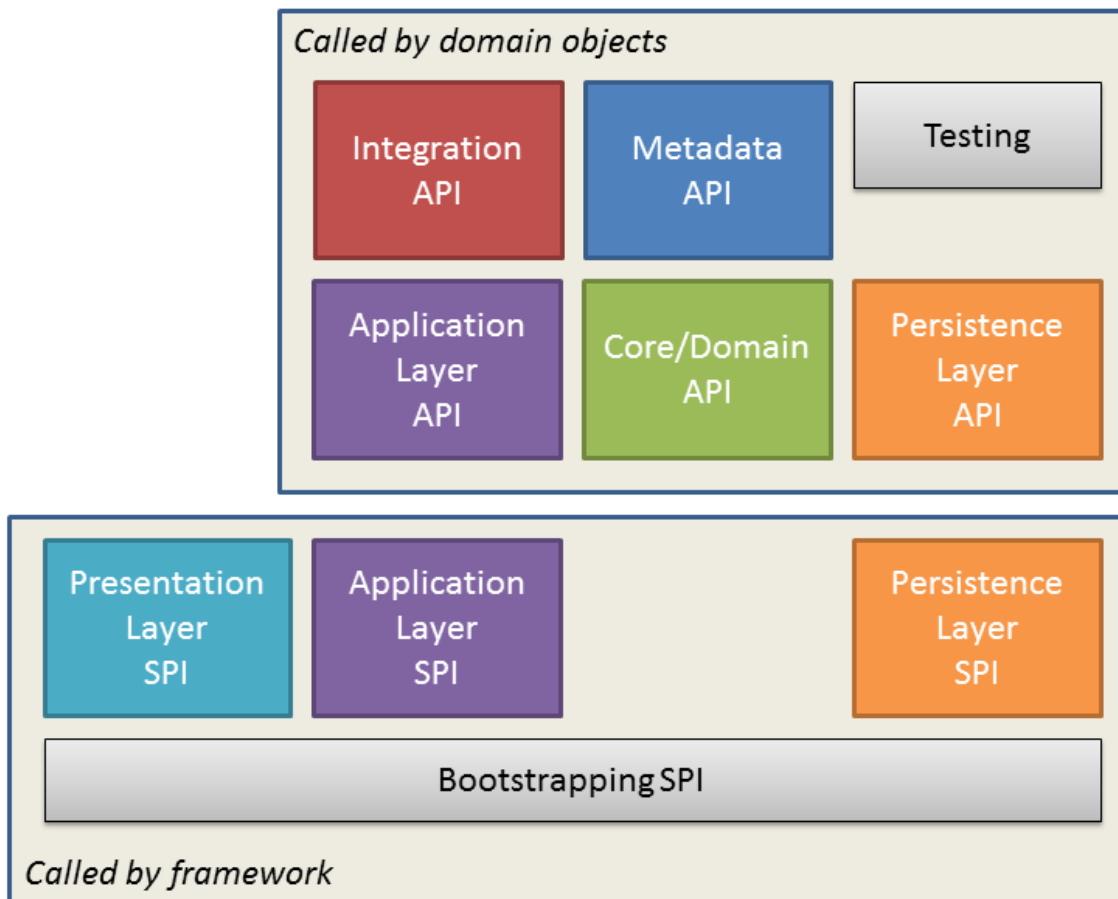 Called by domain objects
Integration
API
Metadata
API
Testing
Application
Layer
API
Core/Domain
API
Persistence
Layer
API
Presentation
Layer
SPI
Application
Layer
SPI
Persistence
Layer
SPI
Bootstrapping SPI
Called by framework